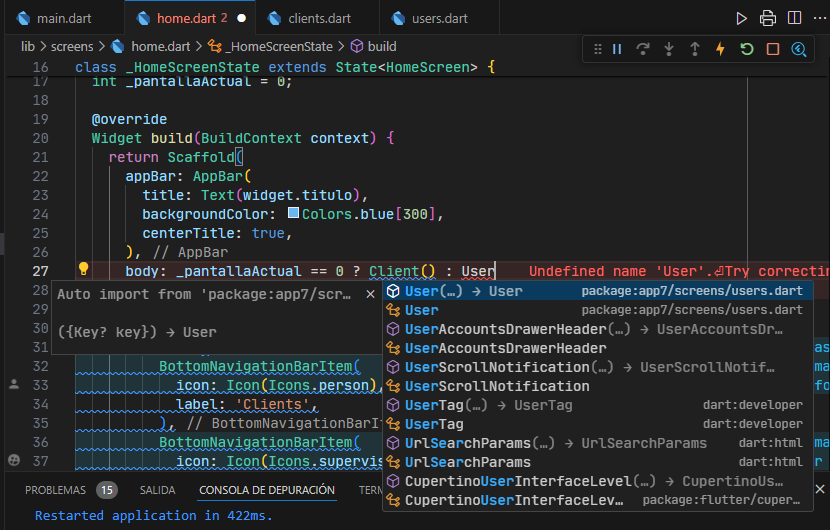 main.dart home.dart 2 clients.dart users.dart
lib > screens > home.dart > _HomeScreenState > build
16 class _HomeScreenState extends State<HomeScreen> {
17 int _pantallaActual = 0;
18
19 @override
20 Widget build(BuildContext context) {
21 return Scaffold(
22 appBar: AppBar(
23 title: Text(widget.titulo),
24 backgroundColor: Colors.blue[300],
25 centerTitle: true,
26 ), // AppBar
27 body: _pantallaActual == 0 ? Client() : User Undefined name 'User'.⏎Try correctin
28 Auto import from 'package:app7/scr… × User(…) → User package:app7/screens/users.dart
29 User package:app7/screens/users.dart
30 ({Key? key}) → User UserAccountsDrawerHeader(…) → UserAccountsDr…
31 UserAccountsDrawerHeader as
32 BottomNavigationBarItem( UserScrollNotification(…) → UserScrollNotif… ma
33 icon: Icon(Icons.person), UserScrollNotification fo
34 label: 'Clients', UserTag(…) → UserTag dart:developer
35 ), // BottomNavigationBarI UserTag dart:developer
36 BottomNavigationBarItem( UrlSearchParams(…) → UrlSearchParams dart:html ma
37 icon: Icon(Icons.supervis UrlSearchParams dart:html r
CupertinoUserInterfaceLevel(…) → CupertinoUs…
PROBLEMAS 15 SALIDA CONSOLA DE DEPURACIÓN TERM CupertinoUserInterfaceLev… package:flutter/cuper…
Restarted application in 422ms.